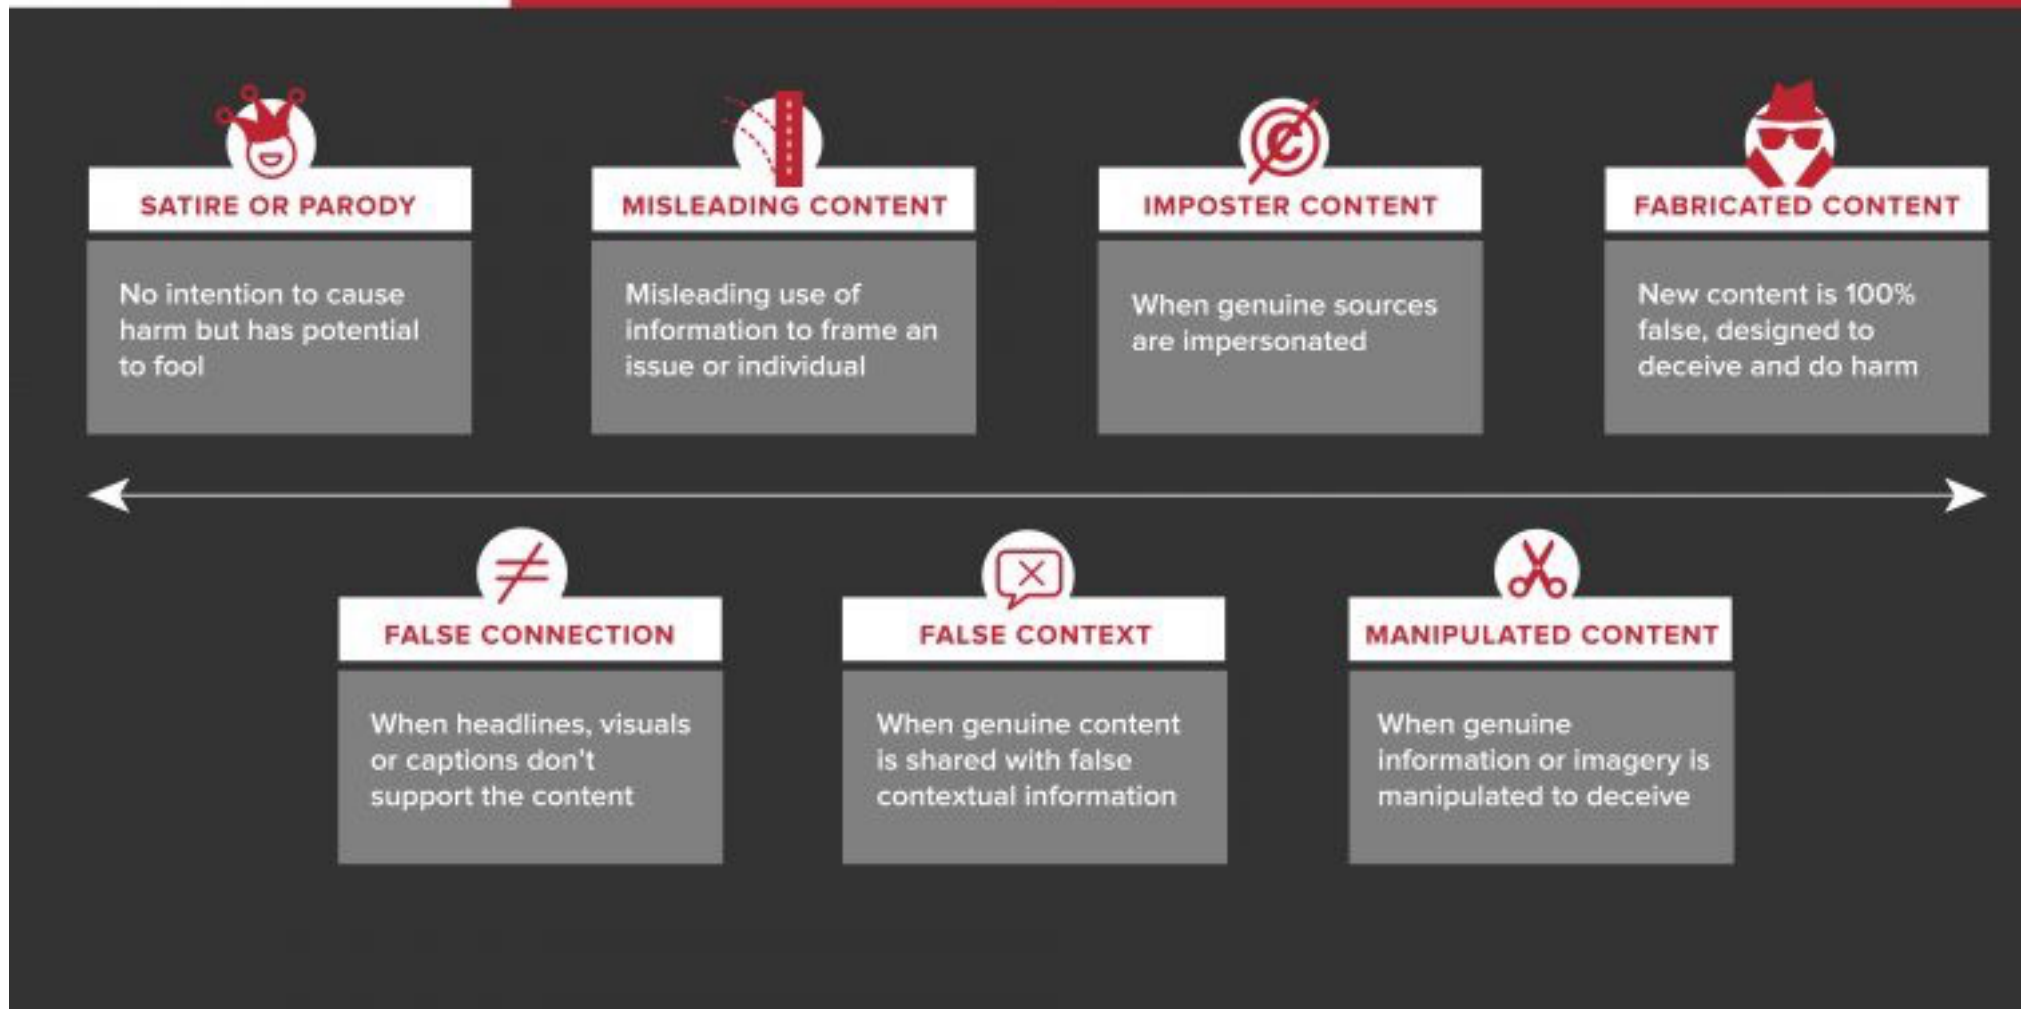 SATIRE OR PARODY
No intention to cause
harm but has potential
to fool
MISLEADING CONTENT
Misleading use of
information to frame an
issue or individual
IMPOSTER CONTENT
When genuine sources
are impersonated
FABRICATED CONTENT
New content is 100%
false, designed to
deceive and do harm
FALSE CONNECTION
When headlines, visuals
or captions don't
support the content
FALSE CONTEXT
When genuine content
is shared with false
contextual information
MANIPULATED CONTENT
When genuine
information or imagery is
manipulated to deceive